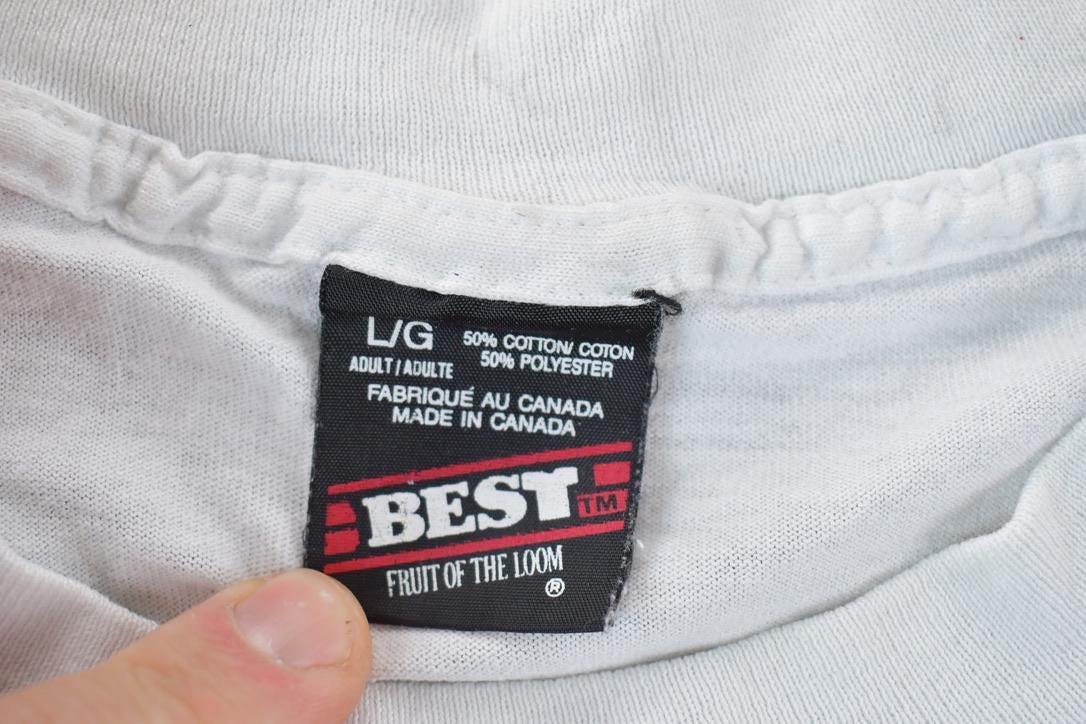 L/G 50% COTTON/ COTON
ADULT/ADULTE 50% POLYESTER
FABRIQUÉ AU CANADA
MADE IN CANADA
BEST TM
FRUIT OF THE LOOM
®